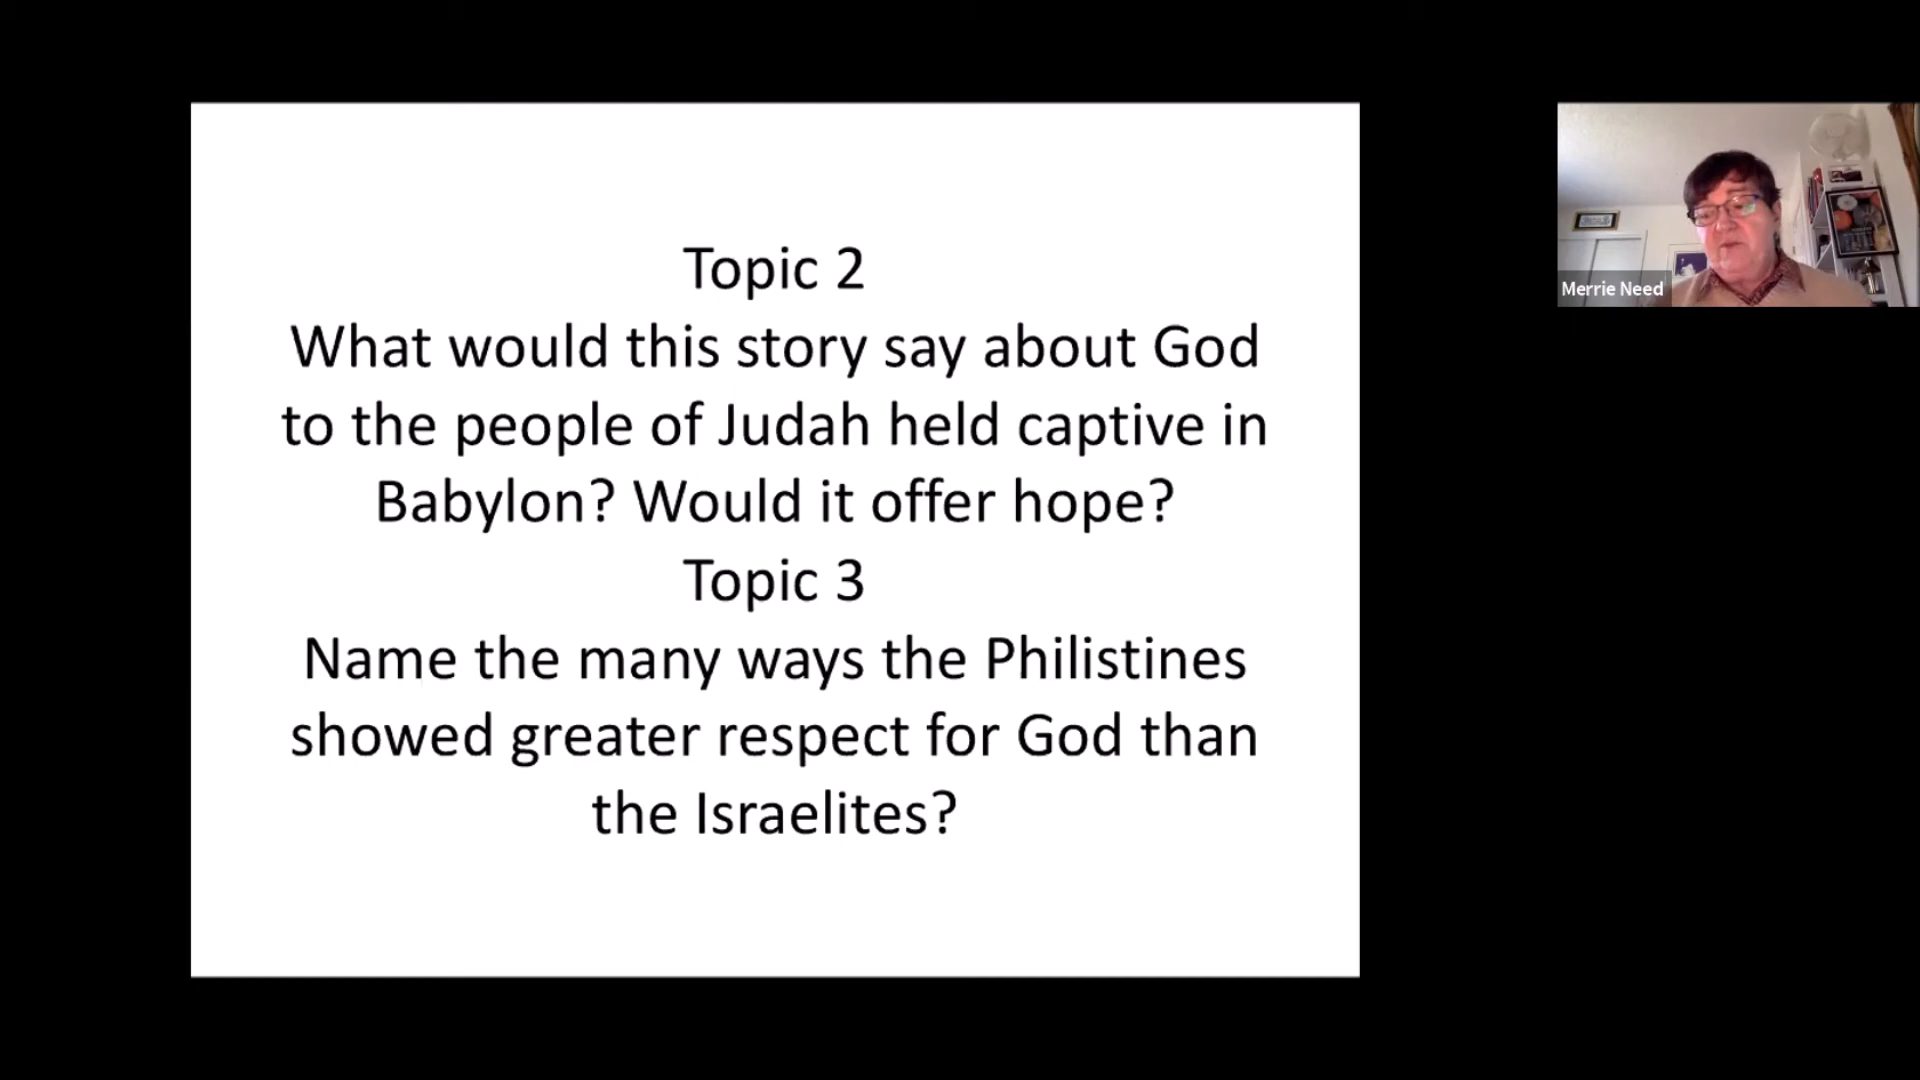 Topic 2
What would this story say about God
to the people of Judah held captive in
Babylon? Would it offer hope?
Topic 3
Name the many ways the Philistines
showed greater respect for God than
the Israelites?
Merrie Need